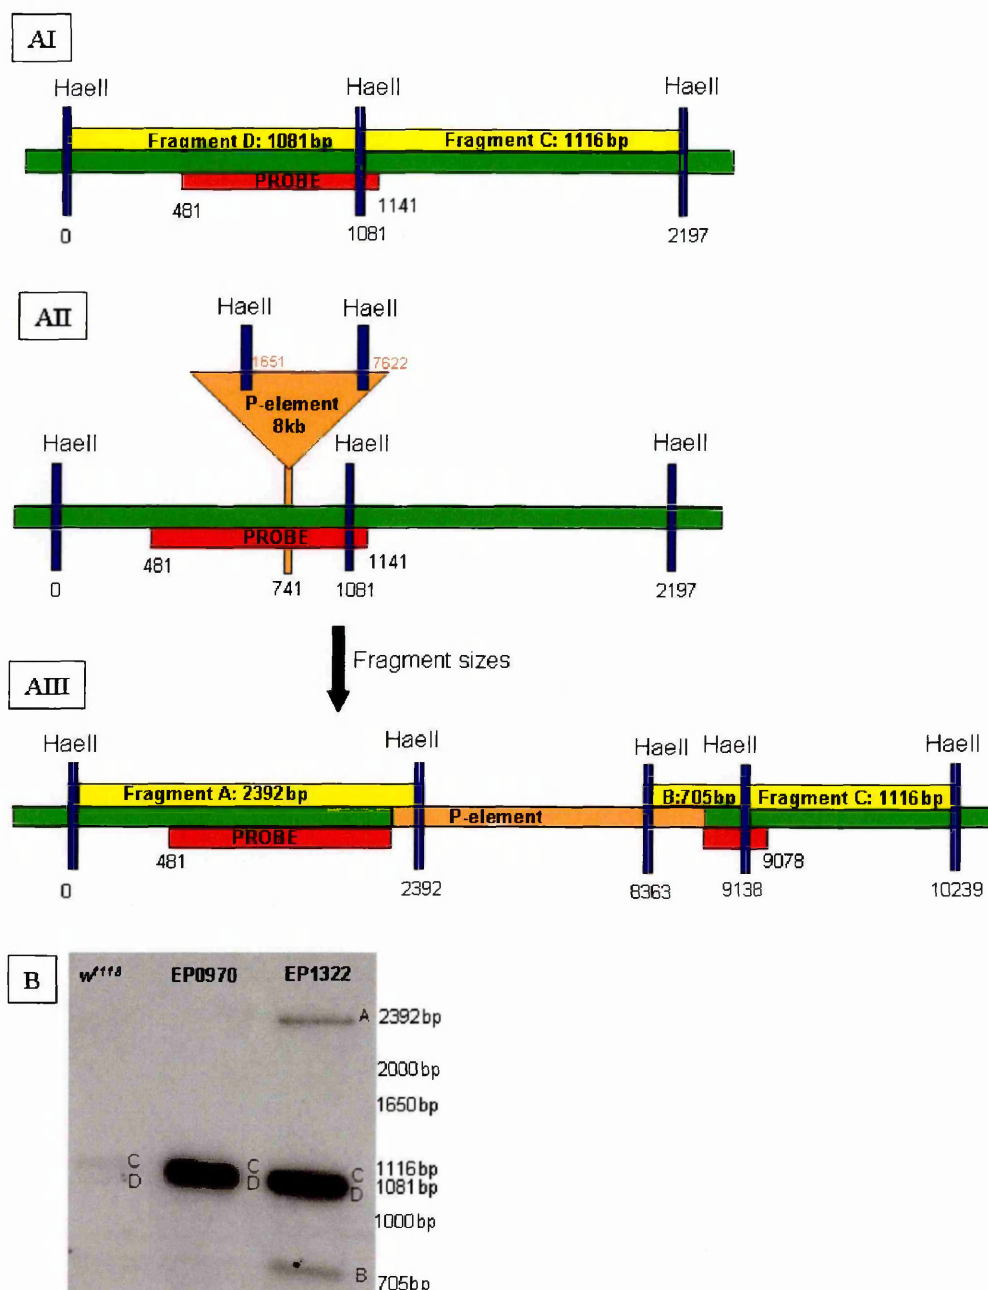 AI
HaeII HaeII HaeII
Fragment D: 1081bp Fragment C: 1116bp
PROBE
481 1141
0 1081 2197
AII
HaeII HaeII
1651 7622
P-element
8kb
HaeII HaeII HaeII
PROBE
481 1141
0 741 1081 2197
Fragment sizes
AIII
HaeII HaeII HaeII HaeII HaeII
Fragment A: 2392bp B:705bp Fragment C: 1116bp
P-element
PROBE
481 9078
0 2392 8363 9138 10239
B
w1118 EP0970 EP1322
A 2392bp
2000bp
1650bp
C C C 1116bp
D D D 1081bp
1000bp
B 705bp